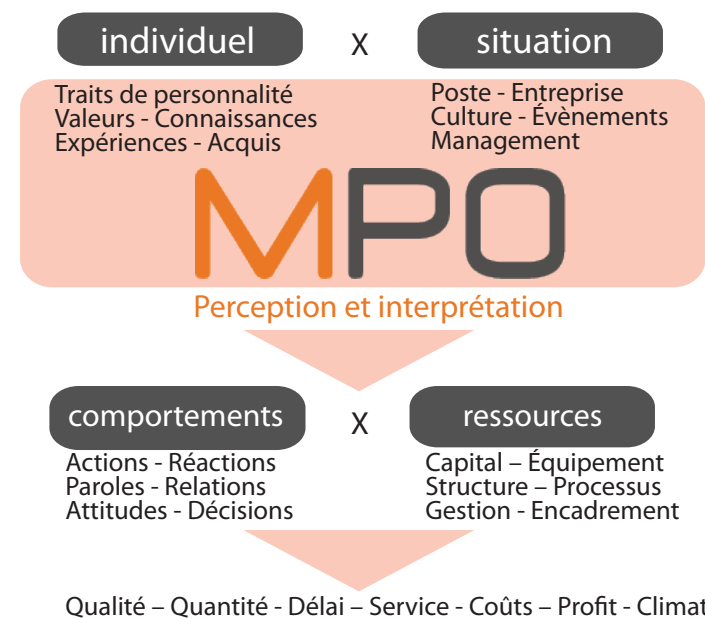 individuel X situation
Traits de personnalité
Valeurs - Connaissances
Expériences - Acquis
Poste - Entreprise
Culture - Évènements
Management
MPO
Perception et interprétation
comportements X ressources
Actions - Réactions
Paroles - Relations
Attitudes - Décisions
Capital – Équipement
Structure – Processus
Gestion - Encadrement
Qualité – Quantité - Délai – Service - Coûts – Profit - Climat